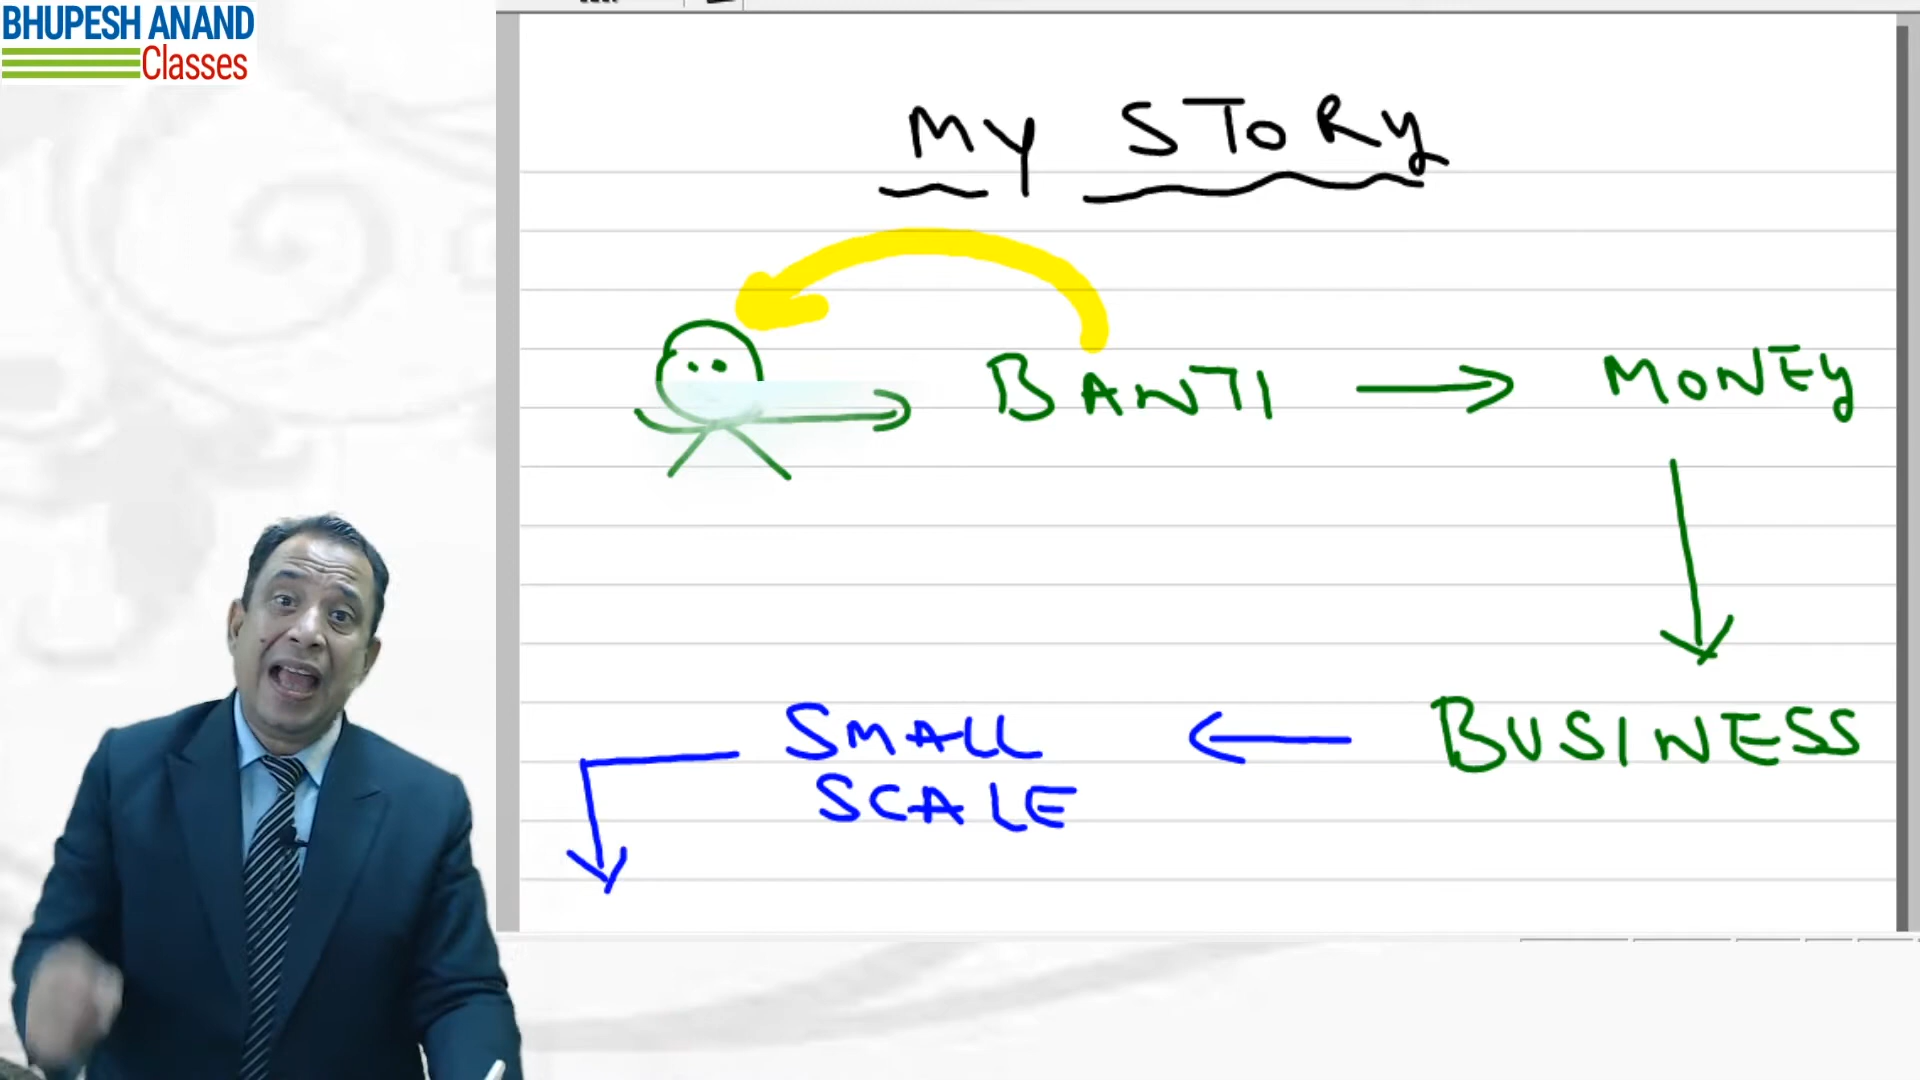 BHUPESH ANAND
Classes
MY STORY
BANTI → MONEY
SMALL SCALE ← BUSINESS